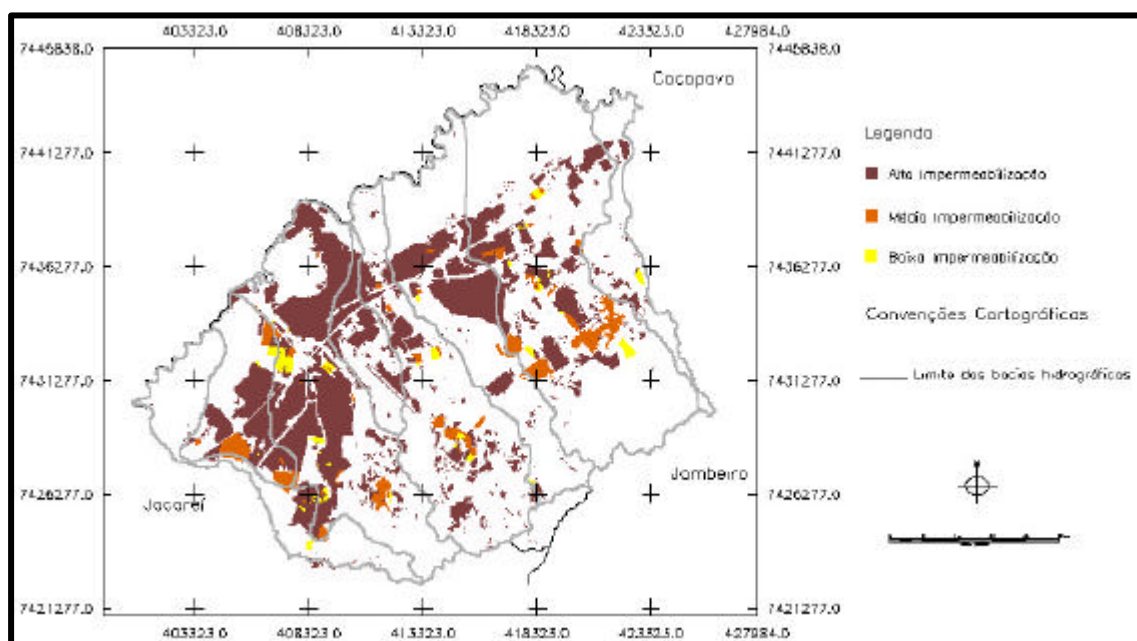 403323.0 408323.0 413323.0 418323.0 423323.0 427984.0
7445838.0 7445838.0
Caçapava
7441277.0 7441277.0
Legenda
Alta impermeabilização
Média impermeabilização
Baixa impermeabilização
7436277.0 7436277.0
Convenções Cartográficas
7431277.0 7431277.0
Limite das bacias hidrográficas
Jambeiro
7426277.0 7426277.0
Jacareí
7421277.0 7421277.0
403323.0 408323.0 413323.0 418323.0 423323.0 427984.0